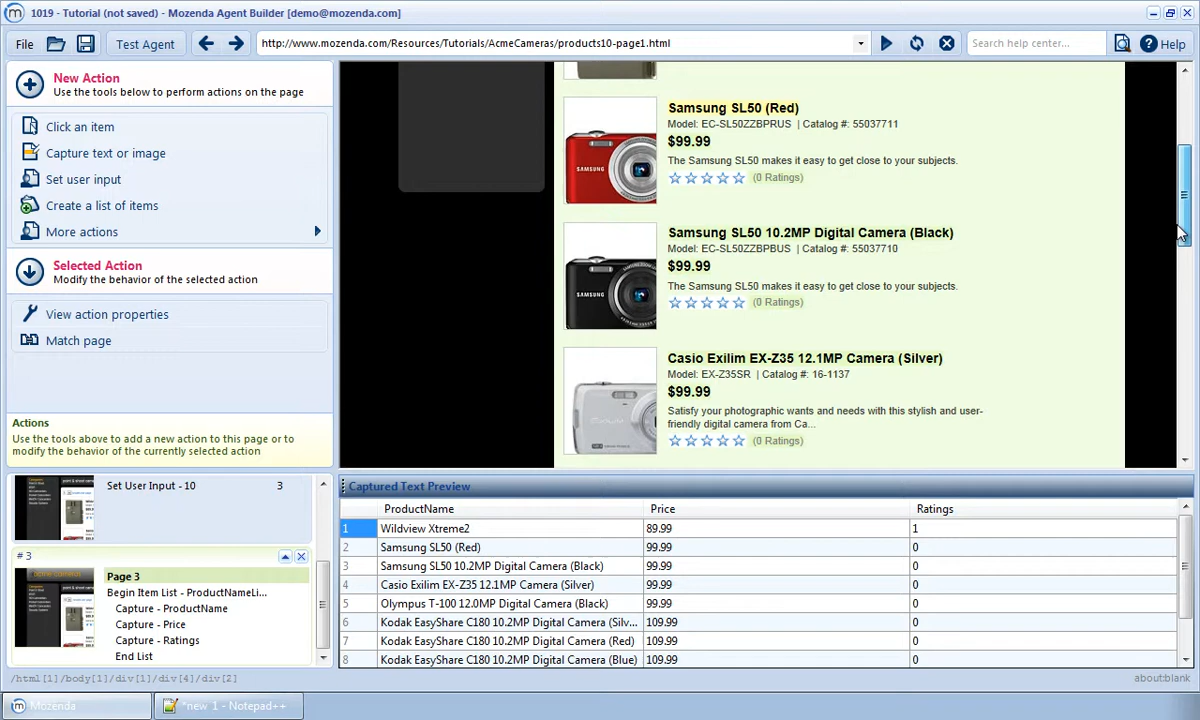 1019 - Tutorial (not saved) - Mozenda Agent Builder [demo@mozenda.com]
File
Test Agent
http://www.mozenda.com/Resources/Tutorials/AcmeCameras/products10-page1.html
Search help center...
Help
New Action
Use the tools below to perform actions on the page
Click an item
Capture text or image
Set user input
Create a list of items
More actions
Selected Action
Modify the behavior of the selected action
View action properties
Match page
Actions
Use the tools above to add a new action to this page or to
modify the behavior of the currently selected action
Set User Input - 10 3
# 3
Page 3
Begin Item List - ProductNameLi...
Capture - ProductName
Capture - Price
Capture - Ratings
End List
Samsung SL50 (Red)
Model: EC-SL50ZZBPRUS | Catalog #: 55037711
$99.99
The Samsung SL50 makes it easy to get close to your subjects.
(0 Ratings)
SAMSUNG
Samsung SL50 10.2MP Digital Camera (Black)
Model: EC-SL50ZZBPBUS | Catalog #: 55037710
$99.99
The Samsung SL50 makes it easy to get close to your subjects.
(0 Ratings)
SAMSUNG
Casio Exilim EX-Z35 12.1MP Camera (Silver)
Model: EX-Z35SR | Catalog #: 16-1137
$99.99
Satisfy your photographic wants and needs with this stylish and user-
friendly digital camera from Ca...
(0 Ratings)
Captured Text Preview
ProductName Price Ratings
1 Wildview Xtreme2 89.99 1
2 Samsung SL50 (Red) 99.99 0
3 Samsung SL50 10.2MP Digital Camera (Black) 99.99 0
4 Casio Exilim EX-Z35 12.1MP Camera (Silver) 99.99 0
5 Olympus T-100 12.0MP Digital Camera (Black) 99.99 0
6 Kodak EasyShare C180 10.2MP Digital Camera (Silv... 109.99 0
7 Kodak EasyShare C180 10.2MP Digital Camera (Red) 109.99 0
8 Kodak EasyShare C180 10.2MP Digital Camera (Blue) 109.99 0
/html[1]/body[1]/div[1]/div[4]/div[2]
about:blank
Mozenda
*new 1 - Notepad++